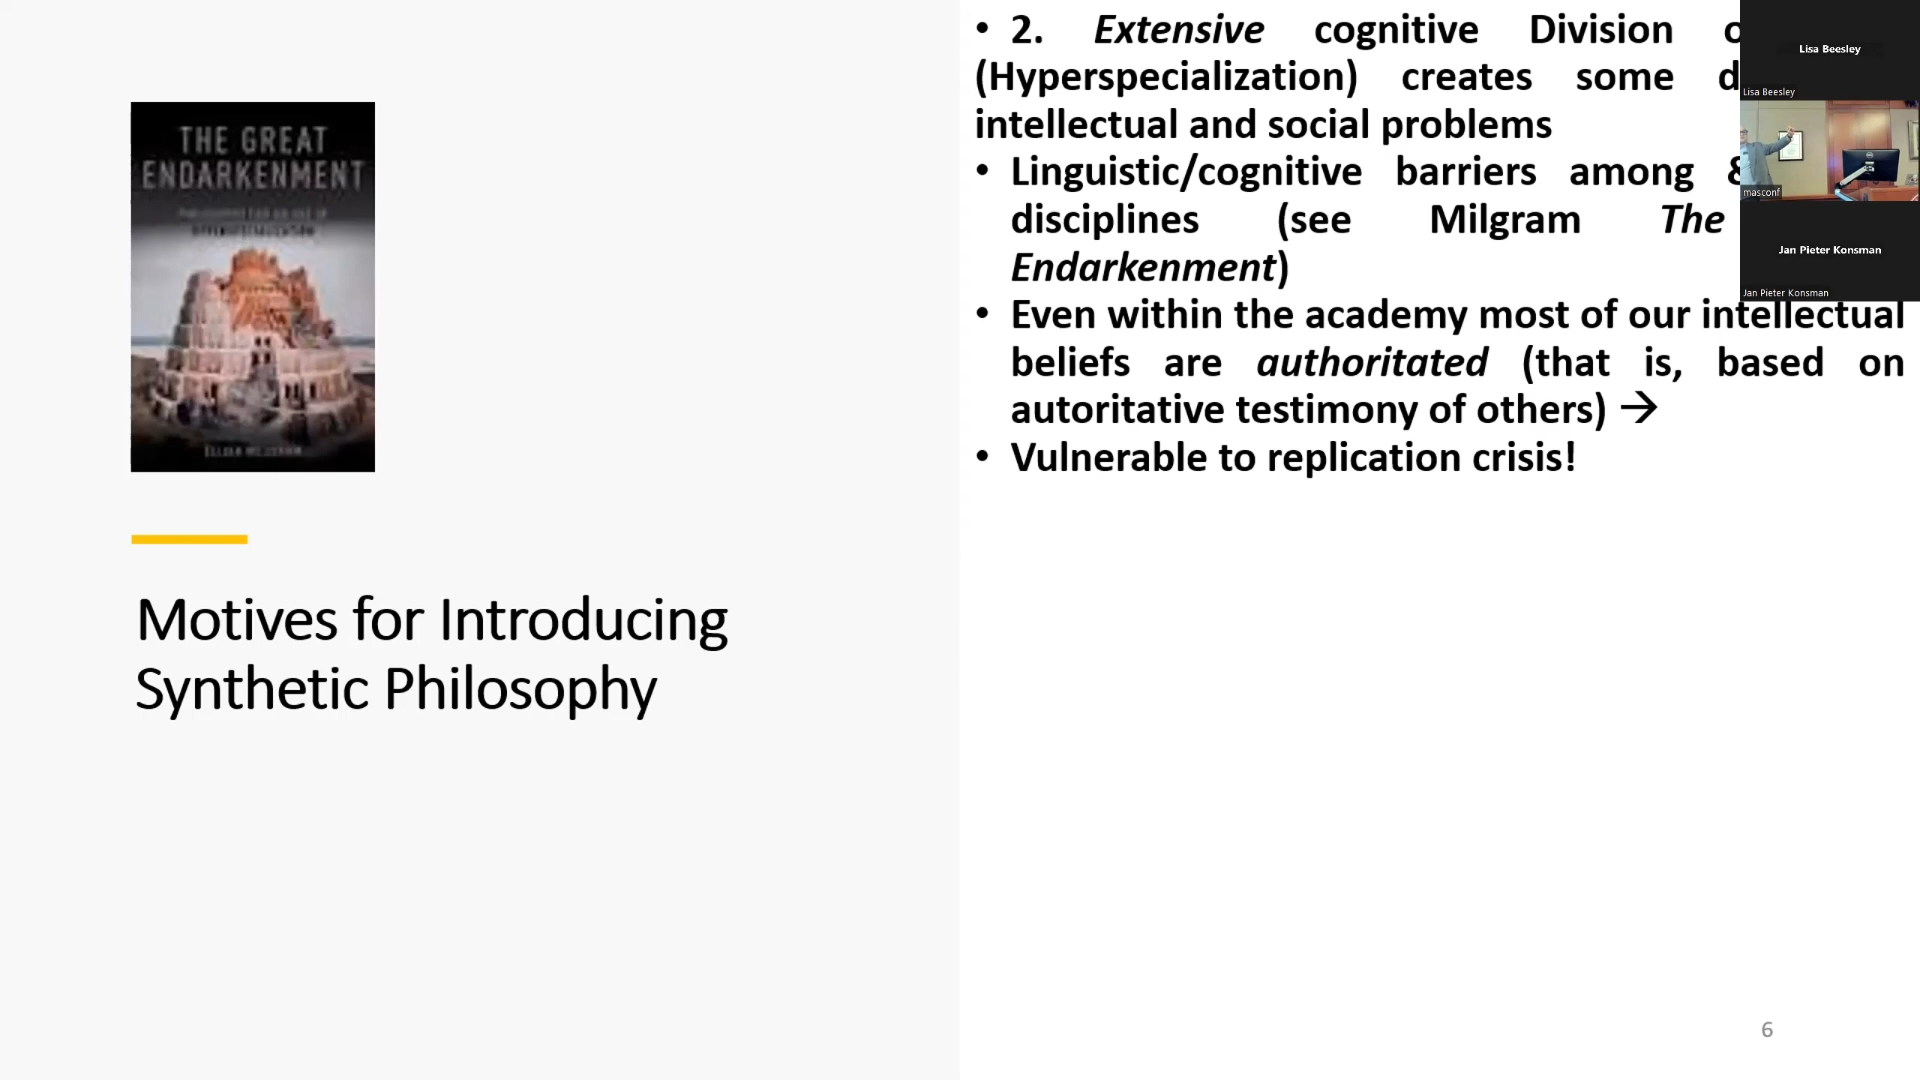 THE GREAT
ENDARKENMENT
Motives for Introducing
Synthetic Philosophy
• 2. Extensive cognitive Division
(Hyperspecialization) creates some
intellectual and social problems
• Linguistic/cognitive barriers among
disciplines (see Milgram The
Endarkenment)
• Even within the academy most of our intellectual
beliefs are authoritated (that is, based on
autoritative testimony of others) →
• Vulnerable to replication crisis!
6
Lisa Beesley
Lisa Beesley
masconf
Jan Pieter Konsman
Jan Pieter Konsman